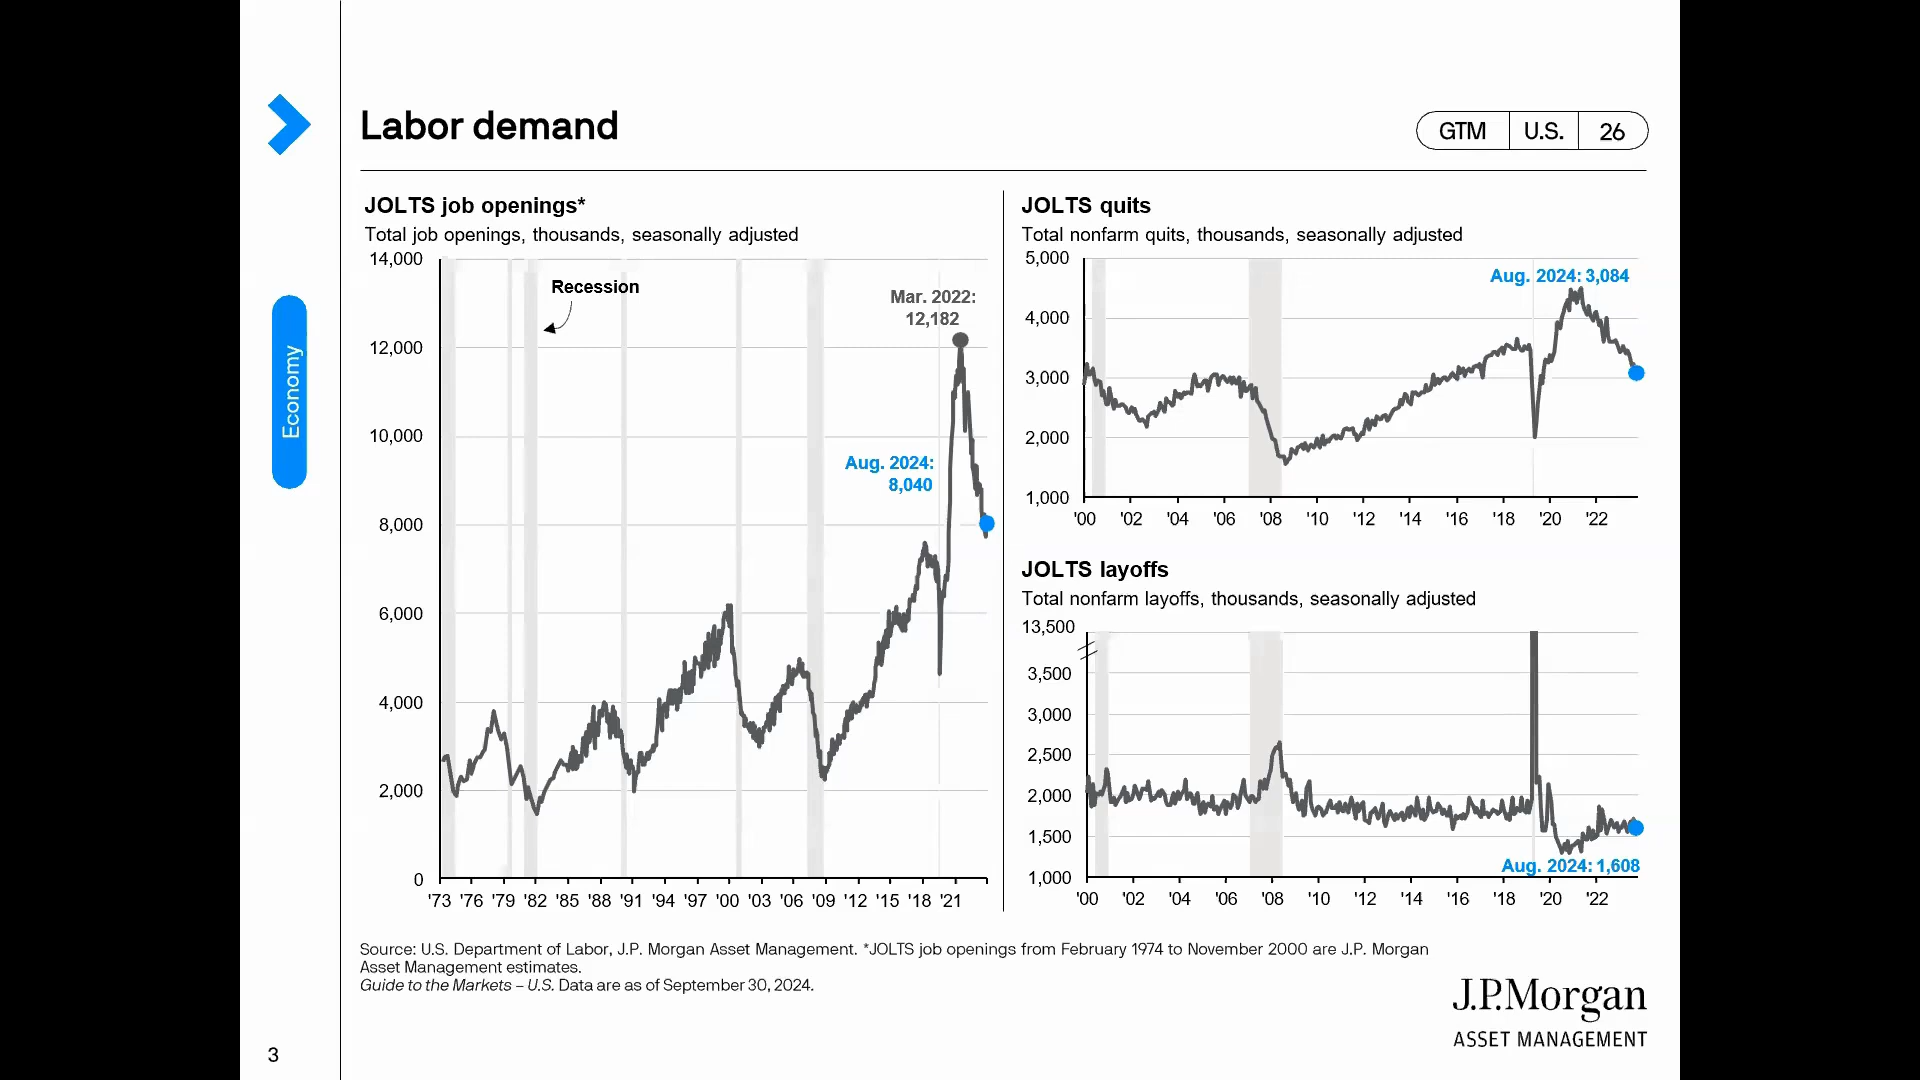 Labor demand
GTM U.S. 26
Economy
JOLTS job openings*
Total job openings, thousands, seasonally adjusted
14,000
12,000
10,000
8,000
6,000
4,000
2,000
0
Recession
Mar. 2022:
12,182
Aug. 2024:
8,040
'73 '76 '79 '82 '85 '88 '91 '94 '97 '00 '03 '06 '09 '12 '15 '18 '21
JOLTS quits
Total nonfarm quits, thousands, seasonally adjusted
5,000
4,000
3,000
2,000
1,000
Aug. 2024: 3,084
'00 '02 '04 '06 '08 '10 '12 '14 '16 '18 '20 '22
JOLTS layoffs
Total nonfarm layoffs, thousands, seasonally adjusted
13,500
3,500
3,000
2,500
2,000
1,500
1,000
Aug. 2024: 1,608
'00 '02 '04 '06 '08 '10 '12 '14 '16 '18 '20 '22
Source: U.S. Department of Labor, J.P. Morgan Asset Management. *JOLTS job openings from February 1974 to November 2000 are J.P. Morgan
Asset Management estimates.
Guide to the Markets – U.S. Data are as of September 30, 2024.
J.P.Morgan
ASSET MANAGEMENT
3